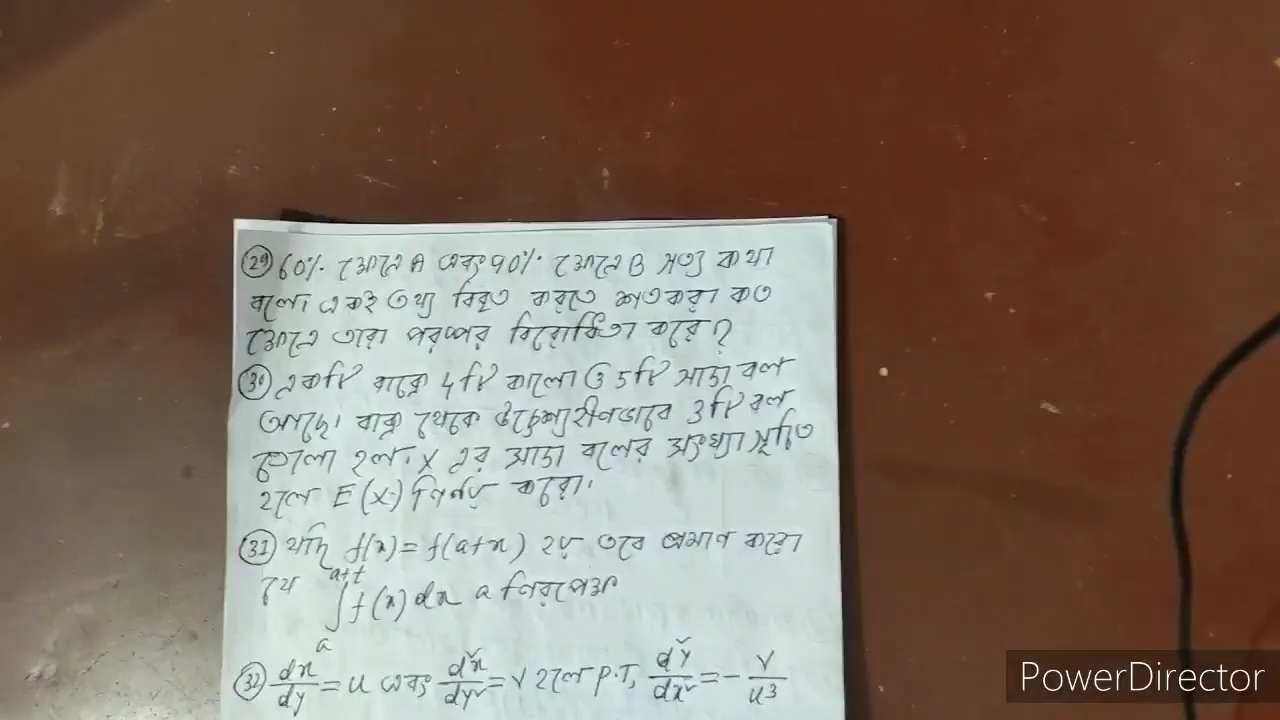 29) 60% ক্ষেত্রে A এবং 90% ক্ষেত্রে B সত্য কথা
বলে। একই তথ্য বিবৃত করতে শতকরা কত
ক্ষেত্রে তারা পরস্পর বিরোধিতা করে?
30) একটি বাক্সে 4টি কালো ও 5টি সাদা বল
আছে। বাক্স থেকে উদ্দেশ্যহীনভাবে 3টি বল
তোলা হল। X এর সাদা বলের সংখ্যা সূচিত
হলে E(X) নির্ণয় করো।
31) যদি f(x) = f(a+x) হয় তবে প্রমাণ করো
যে ∫ₐ^{a+t} f(x) dx a নিরপেক্ষ
32) dx/dy = u এবং d²x/dy² = v হলে P.T, d²y/dx² = - v/u³
PowerDirector